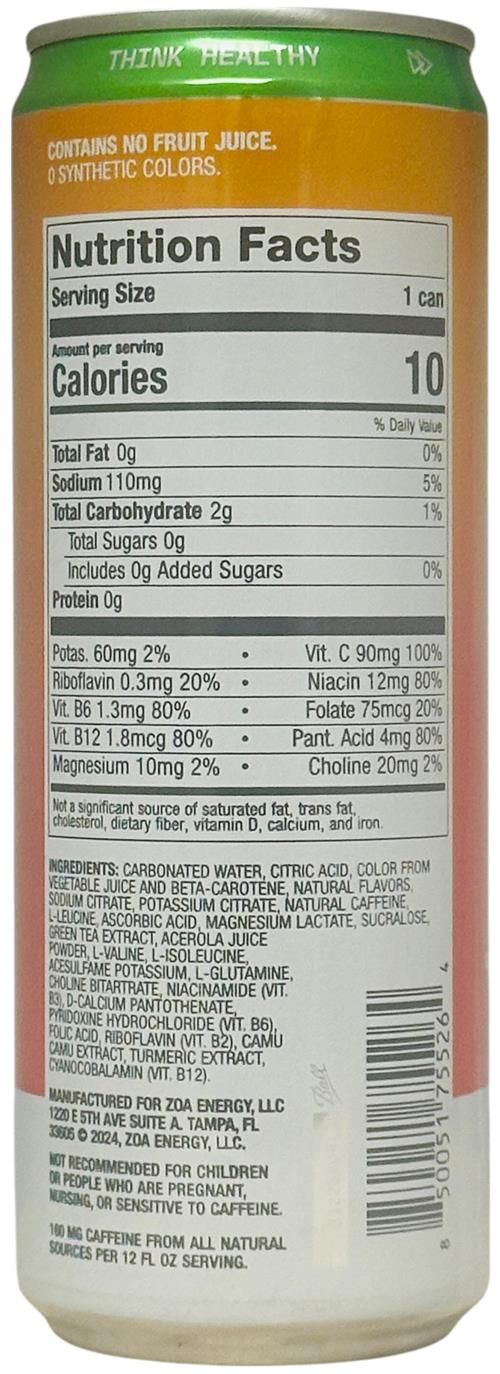 THINK HEALTHY
CONTAINS NO FRUIT JUICE.
0 SYNTHETIC COLORS.
Nutrition Facts
Serving Size 1 can
Amount per serving
Calories 10
% Daily Value
Total Fat 0g 0%
Sodium 110mg 5%
Total Carbohydrate 2g 1%
Total Sugars 0g
Includes 0g Added Sugars 0%
Protein 0g
Potas. 60mg 2% • Vit. C 90mg 100%
Riboflavin 0.3mg 20% • Niacin 12mg 80%
Vit. B6 1.3mg 80% • Folate 75mcg 20%
Vit. B12 1.8mcg 80% • Pant. Acid 4mg 80%
Magnesium 10mg 2% • Choline 20mg 2%
Not a significant source of saturated fat, trans fat,
cholesterol, dietary fiber, vitamin D, calcium, and iron.
INGREDIENTS: CARBONATED WATER, CITRIC ACID, COLOR FROM
VEGETABLE JUICE AND BETA-CAROTENE, NATURAL FLAVORS,
SODIUM CITRATE, POTASSIUM CITRATE, NATURAL CAFFEINE,
L-LEUCINE, ASCORBIC ACID, MAGNESIUM LACTATE, SUCRALOSE,
GREEN TEA EXTRACT, ACEROLA JUICE
POWDER, L-VALINE, L-ISOLEUCINE,
ACESULFAME POTASSIUM, L-GLUTAMINE,
CHOLINE BITARTRATE, NIACINAMIDE (VIT.
B3), D-CALCIUM PANTOTHENATE,
PYRIDOXINE HYDROCHLORIDE (VIT. B6),
FOLIC ACID, RIBOFLAVIN (VIT. B2), CAMU
CAMU EXTRACT, TURMERIC EXTRACT,
CYANOCOBALAMIN (VIT. B12).
MANUFACTURED FOR ZOA ENERGY, LLC
1220 E 5TH AVE SUITE A. TAMPA, FL
33605 © 2024, ZOA ENERGY, LLC.
NOT RECOMMENDED FOR CHILDREN
OR PEOPLE WHO ARE PREGNANT,
NURSING, OR SENSITIVE TO CAFFEINE.
160 MG CAFFEINE FROM ALL NATURAL
SOURCES PER 12 FL OZ SERVING.
Ball
8 50051 75526 4